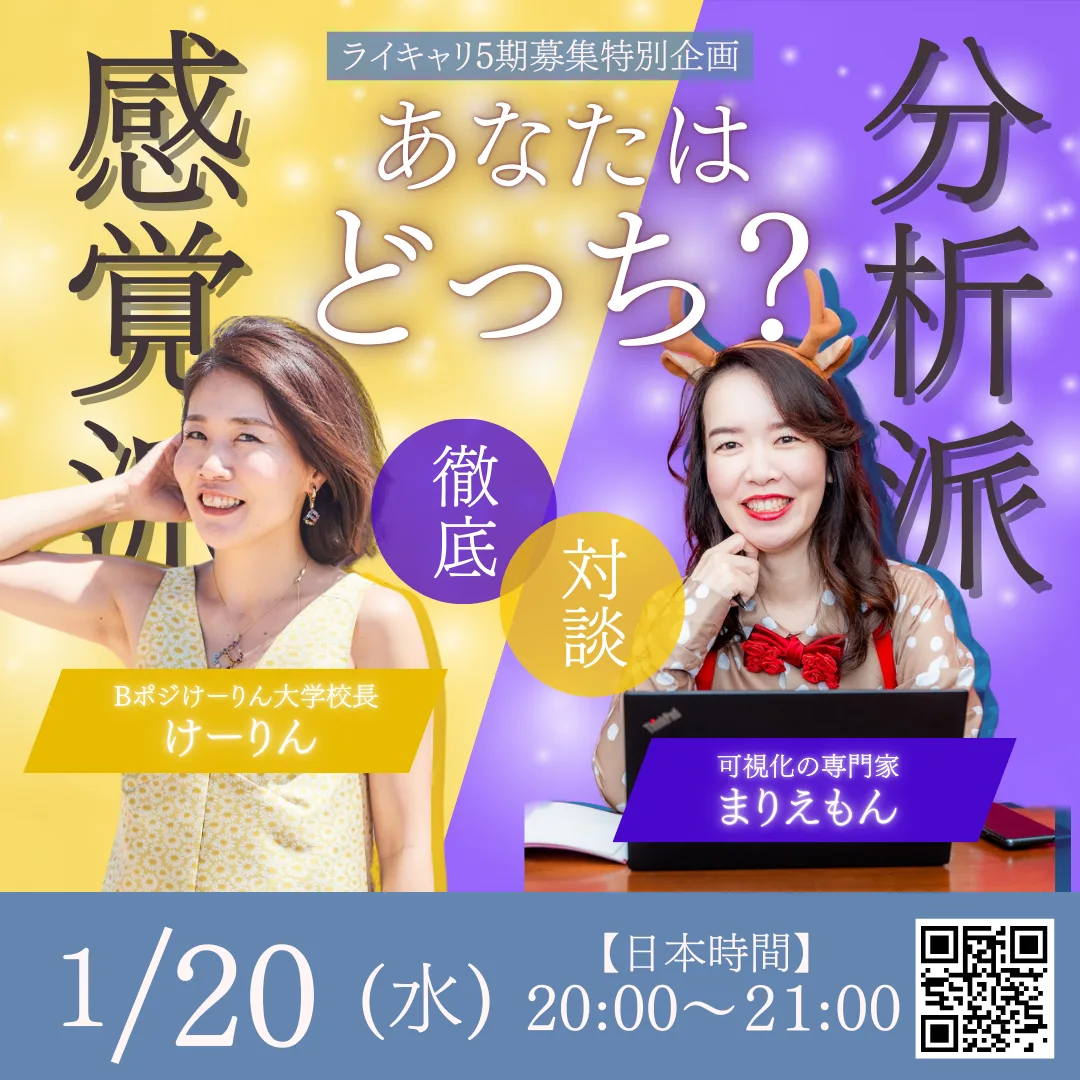 ライキャリ5期募集特別企画
あなたは
どっち？
感覚派
分析派
徹底
対談
Bポジけーりん大学校長
けーりん
ThinkPad
可視化の専門家
まりえもん
1/20（水）
【日本時間】
20:00～21:00